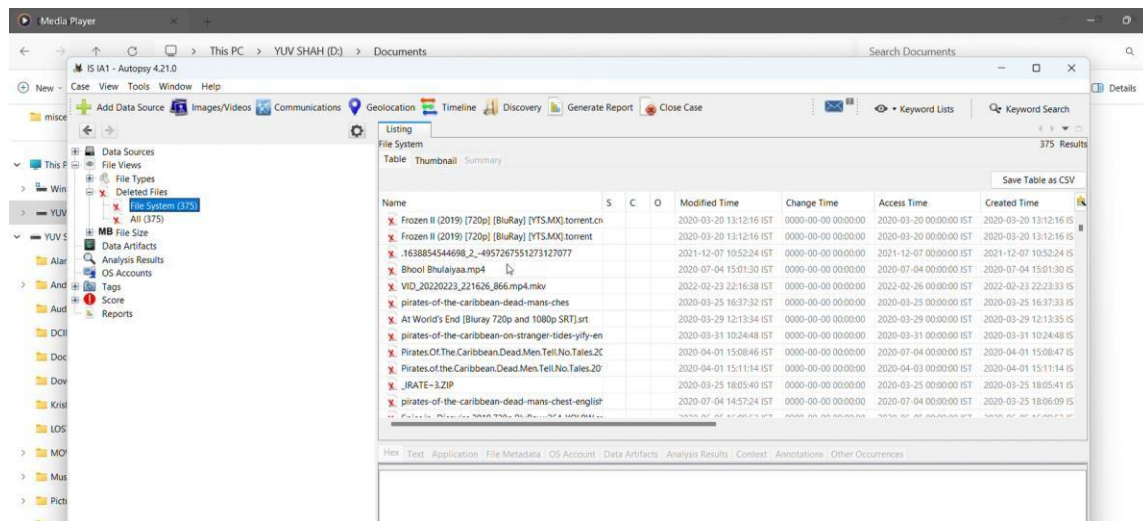 Media Player
This PC > YUV SHAH (D:) > Documents
Search Documents
IS IA1 - Autopsy 4.21.0
New
Case View Tools Window Help
Details
Add Data Source Images/Videos Communications Geolocation Timeline Discovery Generate Report Close Case
Keyword Lists
Keyword Search
misce
Listing
File System
375 Results
Table Thumbnail Summary
Save Table as CSV
This P
Win
YUV
YUV S
Alar
And
Aud
DCI
Doc
Dov
Krisl
LOS
MO
Mus
Pict
Data Sources
File Views
File Types
Deleted Files
File System (375)
All (375)
MB File Size
Data Artifacts
Analysis Results
OS Accounts
Tags
Score
Reports
Name S C O Modified Time Change Time Access Time Created Time
Frozen II (2019) [720p] [BluRay] [YTS.MX].torrent.cr 2020-03-20 13:12:16 IST 0000-00-00 00:00:00 2020-03-20 00:00:00 IST 2020-03-20 13:12:16 IS
Frozen II (2019) [720p] [BluRay] [YTS.MX].torrent 2020-03-20 13:12:16 IST 0000-00-00 00:00:00 2020-03-20 00:00:00 IST 2020-03-20 13:12:16 IS
.1638854544698_2_-4957267551273127077 2021-12-07 10:52:24 IST 0000-00-00 00:00:00 2021-12-07 00:00:00 IST 2021-12-07 10:52:24 IS
Bhool Bhulaiyaa.mp4 2020-07-04 15:01:30 IST 0000-00-00 00:00:00 2020-07-04 00:00:00 IST 2020-07-04 15:01:30 IS
VID_20220223_221626_866.mp4.mkv 2022-02-23 22:16:38 IST 0000-00-00 00:00:00 2022-02-26 00:00:00 IST 2022-02-23 22:23:33 IS
pirates-of-the-caribbean-dead-mans-ches 2020-03-25 16:37:32 IST 0000-00-00 00:00:00 2020-03-25 00:00:00 IST 2020-03-25 16:37:33 IS
At World's End [Bluray 720p and 1080p SRT].srt 2020-03-29 12:13:34 IST 0000-00-00 00:00:00 2020-03-29 00:00:00 IST 2020-03-29 12:13:35 IS
pirates-of-the-caribbean-on-stranger-tides-yify-en 2020-03-31 10:24:48 IST 0000-00-00 00:00:00 2020-03-31 00:00:00 IST 2020-03-31 10:24:48 IS
Pirates.Of.The.Caribbean.Dead.Men.Tell.No.Tales.20 2020-04-01 15:08:46 IST 0000-00-00 00:00:00 2020-07-04 00:00:00 IST 2020-04-01 15:08:47 IS
Pirates.of.the.Caribbean.Dead.Men.Tell.No.Tales.20 2020-04-01 15:11:14 IST 0000-00-00 00:00:00 2020-04-03 00:00:00 IST 2020-04-01 15:11:14 IS
_IRATE~3.ZIP 2020-03-25 18:05:40 IST 0000-00-00 00:00:00 2020-03-25 00:00:00 IST 2020-03-25 18:05:41 IS
pirates-of-the-caribbean-dead-mans-chest-english 2020-07-04 14:57:24 IST 0000-00-00 00:00:00 2020-07-04 00:00:00 IST 2020-03-25 18:06:09 IS
Hex Text Application File Metadata OS Account Data Artifacts Analysis Results Context Annotations Other Occurrences